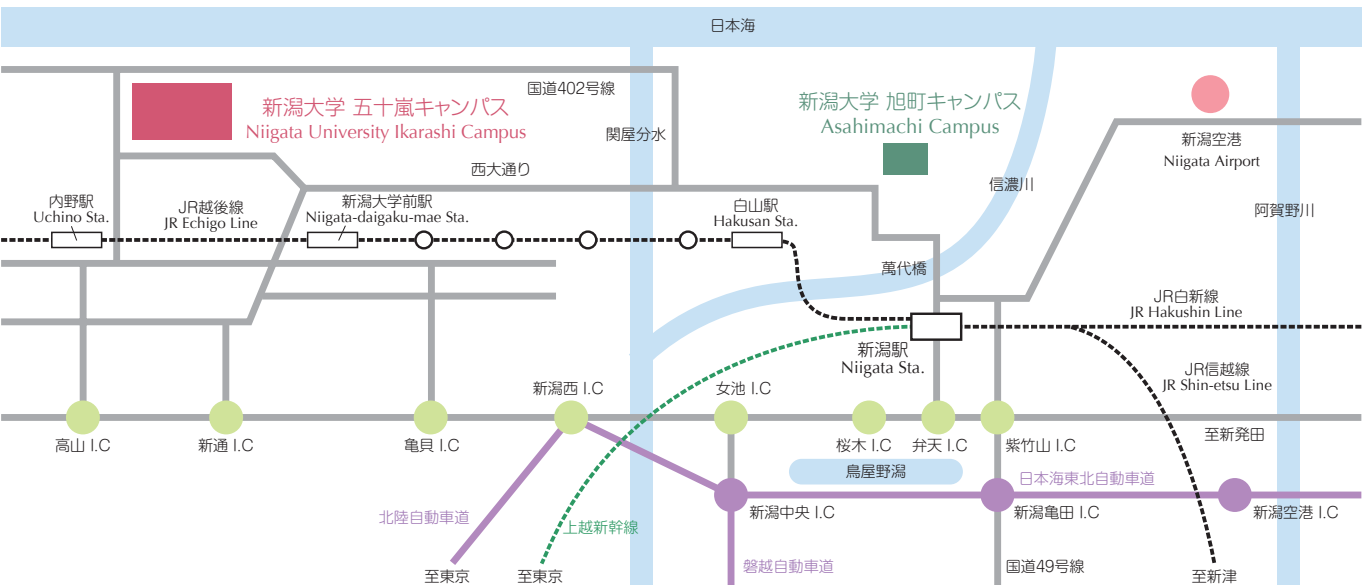 日本海
国道402号線
新潟大学 五十嵐キャンパス
Niigata University Ikarashi Campus
関屋分水
新潟大学 旭町キャンパス
Asahimachi Campus
新潟空港
Niigata Airport
西大通り
信濃川
阿賀野川
内野駅
Uchino Sta.
JR越後線
JR Echigo Line
新潟大学前駅
Niigata-daigaku-mae Sta.
白山駅
Hakusan Sta.
萬代橋
JR白新線
JR Hakushin Line
新潟駅
Niigata Sta.
JR信越線
JR Shin-etsu Line
新潟西 I.C
女池 I.C
高山 I.C
新通 I.C
亀貝 I.C
桜木 I.C
弁天 I.C
紫竹山 I.C
至新発田
鳥屋野潟
日本海東北自動車道
北陸自動車道
上越新幹線
新潟中央 I.C
新潟亀田 I.C
新潟空港 I.C
磐越自動車道
国道49号線
至東京
至東京
至新津